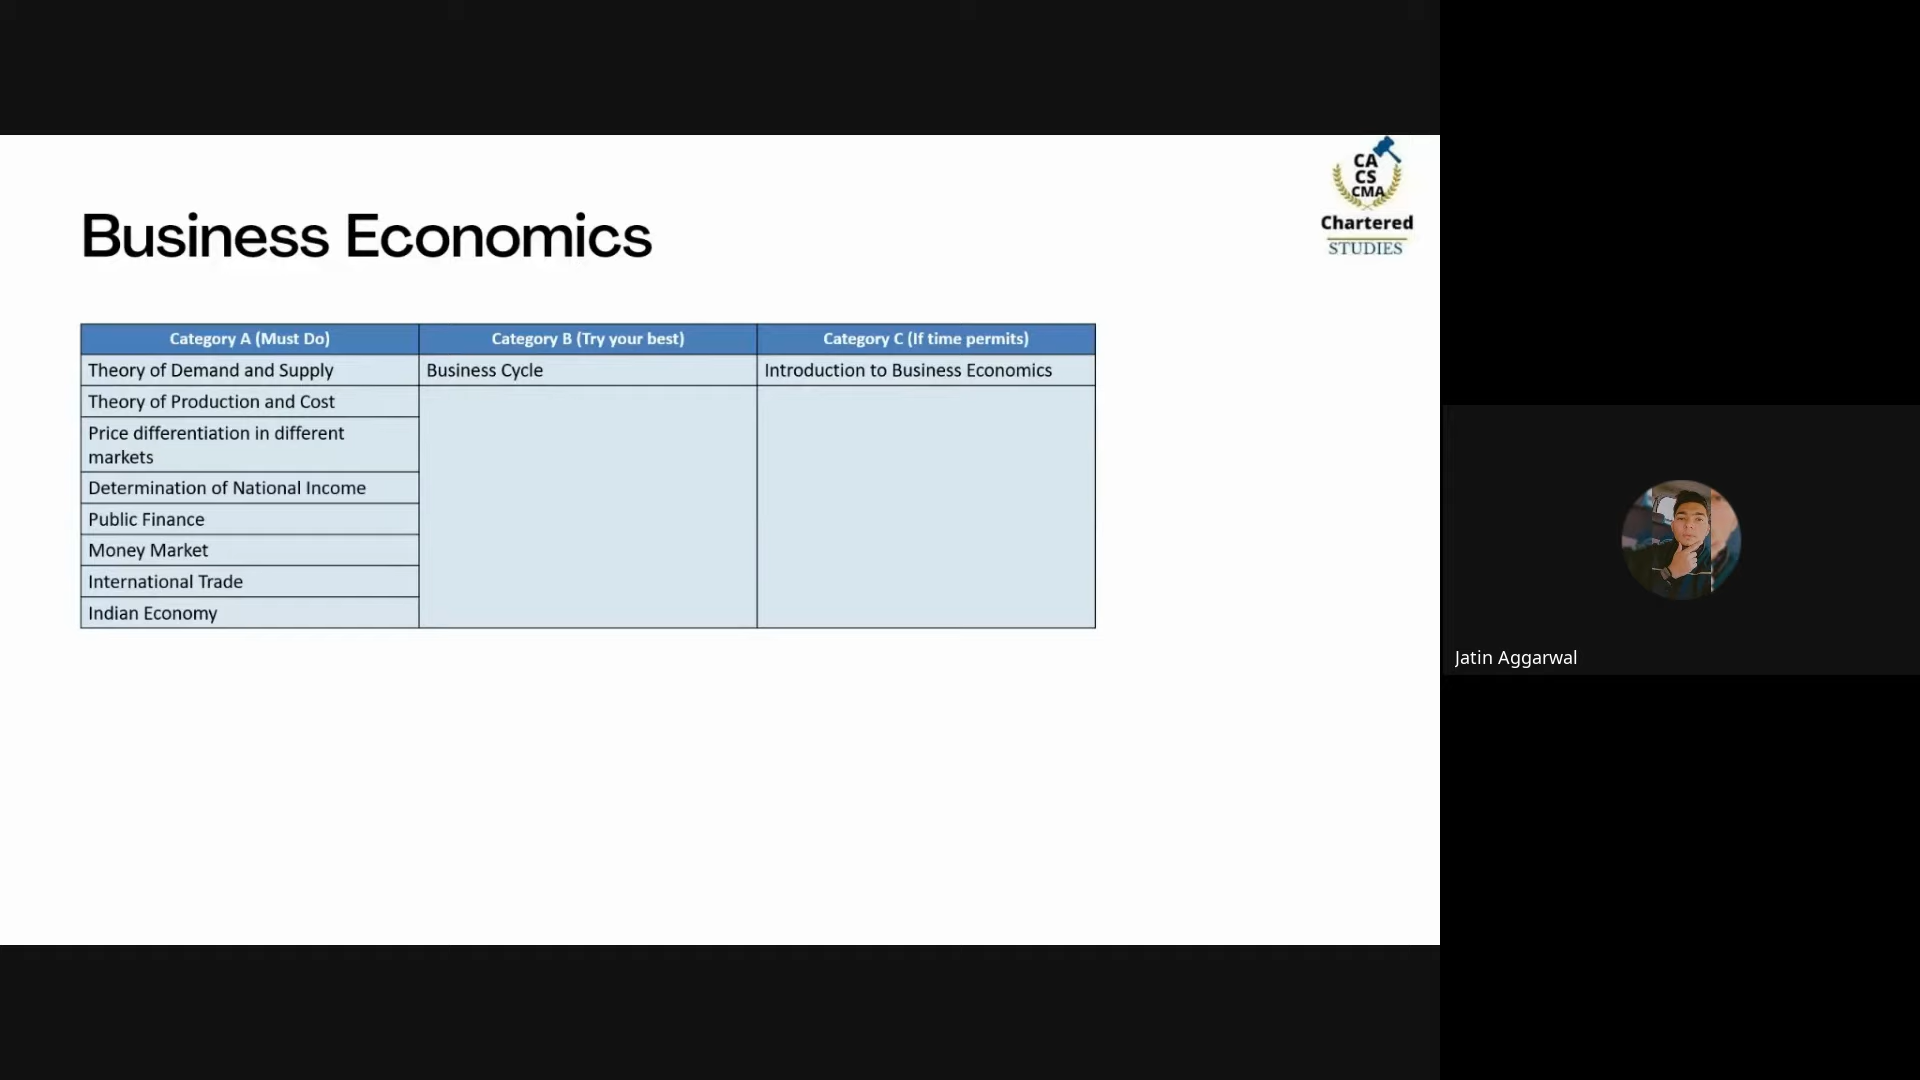 CA
CS
CMA
Chartered
STUDIES
Business Economics
Category A (Must Do) Category B (Try your best) Category C (If time permits)
Theory of Demand and Supply Business Cycle Introduction to Business Economics
Theory of Production and Cost
Price differentiation in different
markets
Determination of National Income
Public Finance
Money Market
International Trade
Indian Economy
Jatin Aggarwal